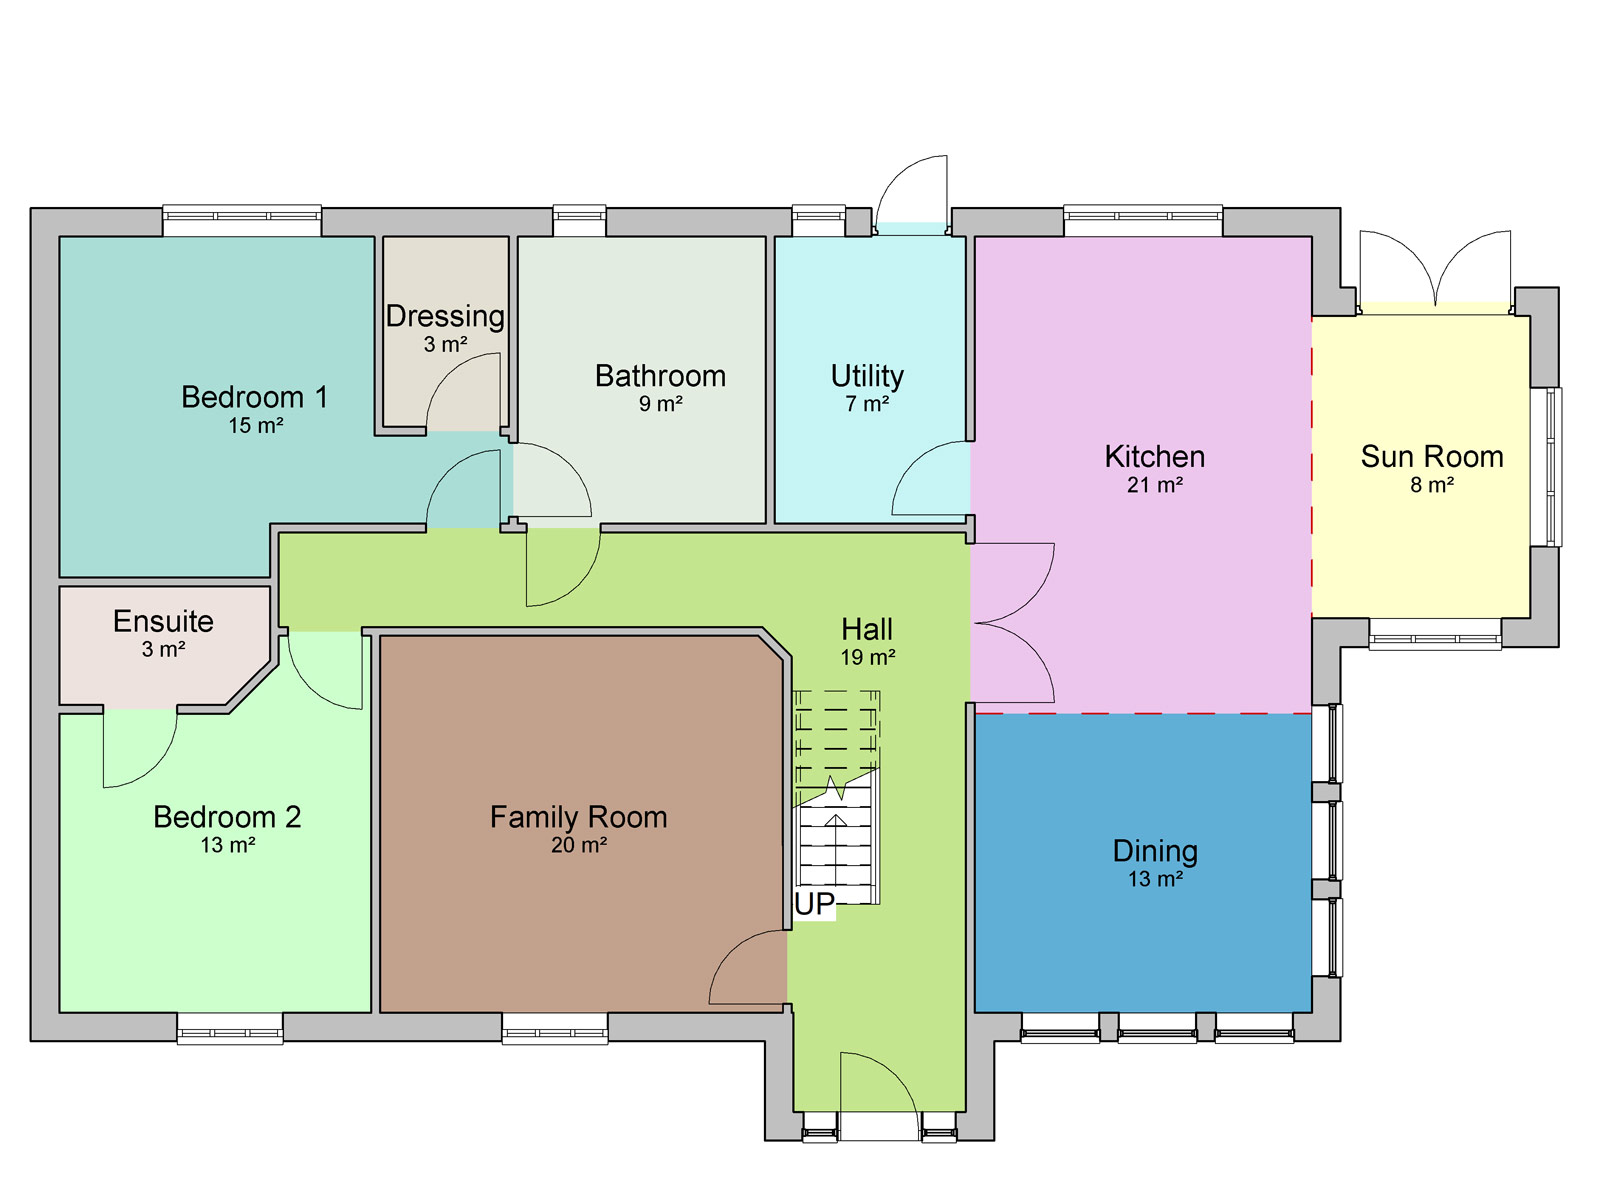 Dressing
3 m²
Bedroom 1
15 m²
Bathroom
9 m²
Utility
7 m²
Kitchen
21 m²
Sun Room
8 m²
Ensuite
3 m²
Hall
19 m²
Bedroom 2
13 m²
Family Room
20 m²
UP
Dining
13 m²